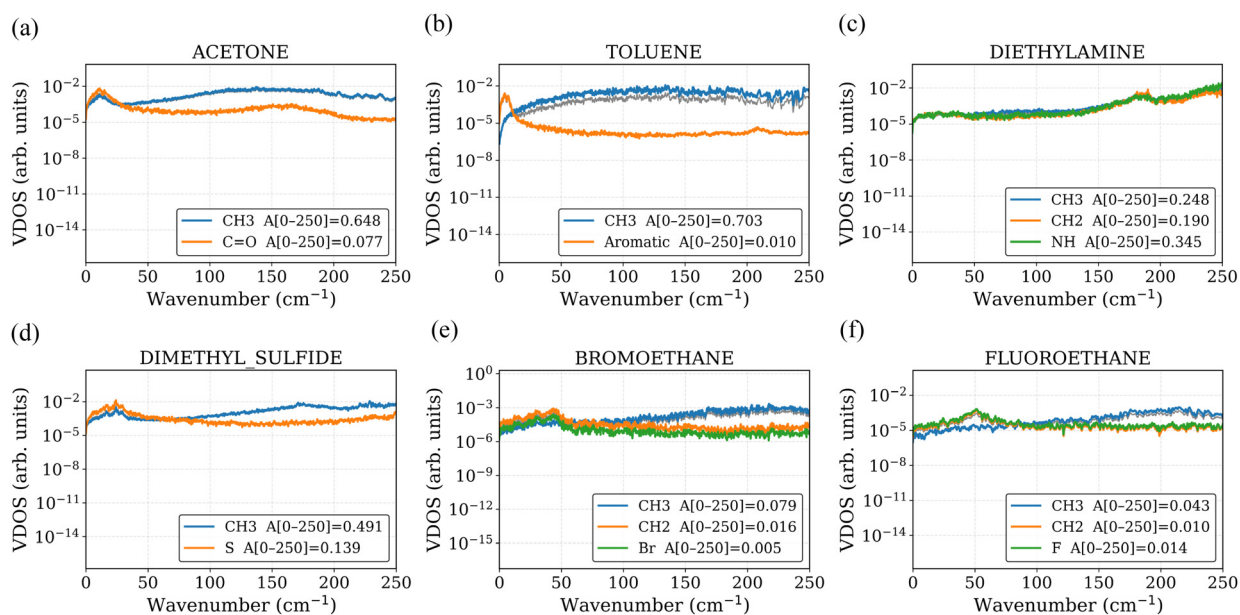 (a)
ACETONE
VDOS (arb. units)
10⁻²
10⁻⁵
10⁻⁸
10⁻¹¹
10⁻¹⁴
CH3 A[0–250]=0.648
C=O A[0–250]=0.077
0 50 100 150 200 250
Wavenumber (cm⁻¹)
(b)
TOLUENE
VDOS (arb. units)
10⁻²
10⁻⁵
10⁻⁸
10⁻¹¹
10⁻¹⁴
CH3 A[0–250]=0.703
Aromatic A[0–250]=0.010
0 50 100 150 200 250
Wavenumber (cm⁻¹)
(c)
DIETHYLAMINE
VDOS (arb. units)
10⁻²
10⁻⁵
10⁻⁸
10⁻¹¹
10⁻¹⁴
CH3 A[0–250]=0.248
CH2 A[0–250]=0.190
NH A[0–250]=0.345
0 50 100 150 200 250
Wavenumber (cm⁻¹)
(d)
DIMETHYL_SULFIDE
VDOS (arb. units)
10⁻²
10⁻⁵
10⁻⁸
10⁻¹¹
10⁻¹⁴
CH3 A[0–250]=0.491
S A[0–250]=0.139
0 50 100 150 200 250
Wavenumber (cm⁻¹)
(e)
BROMOETHANE
VDOS (arb. units)
10⁰
10⁻³
10⁻⁶
10⁻⁹
10⁻¹²
10⁻¹⁵
CH3 A[0–250]=0.079
CH2 A[0–250]=0.016
Br A[0–250]=0.005
0 50 100 150 200 250
Wavenumber (cm⁻¹)
(f)
FLUOROETHANE
VDOS (arb. units)
10⁻²
10⁻⁵
10⁻⁸
10⁻¹¹
10⁻¹⁴
CH3 A[0–250]=0.043
CH2 A[0–250]=0.010
F A[0–250]=0.014
0 50 100 150 200 250
Wavenumber (cm⁻¹)